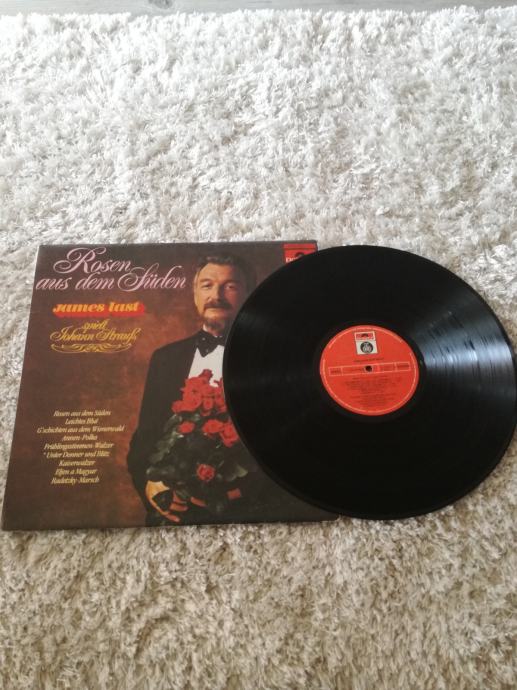 Rosen
aus dem Süden
James Last
spielt
Johann Strauß
Rosen aus dem Süden
Leichtes Blut
G'schichten aus dem Wienerwald
Annen-Polka
Frühlingsstimmen-Walzer
* Unter Donner und Blitz
Kaiserwalzer
Eljen a Magyar
Radetzky-Marsch